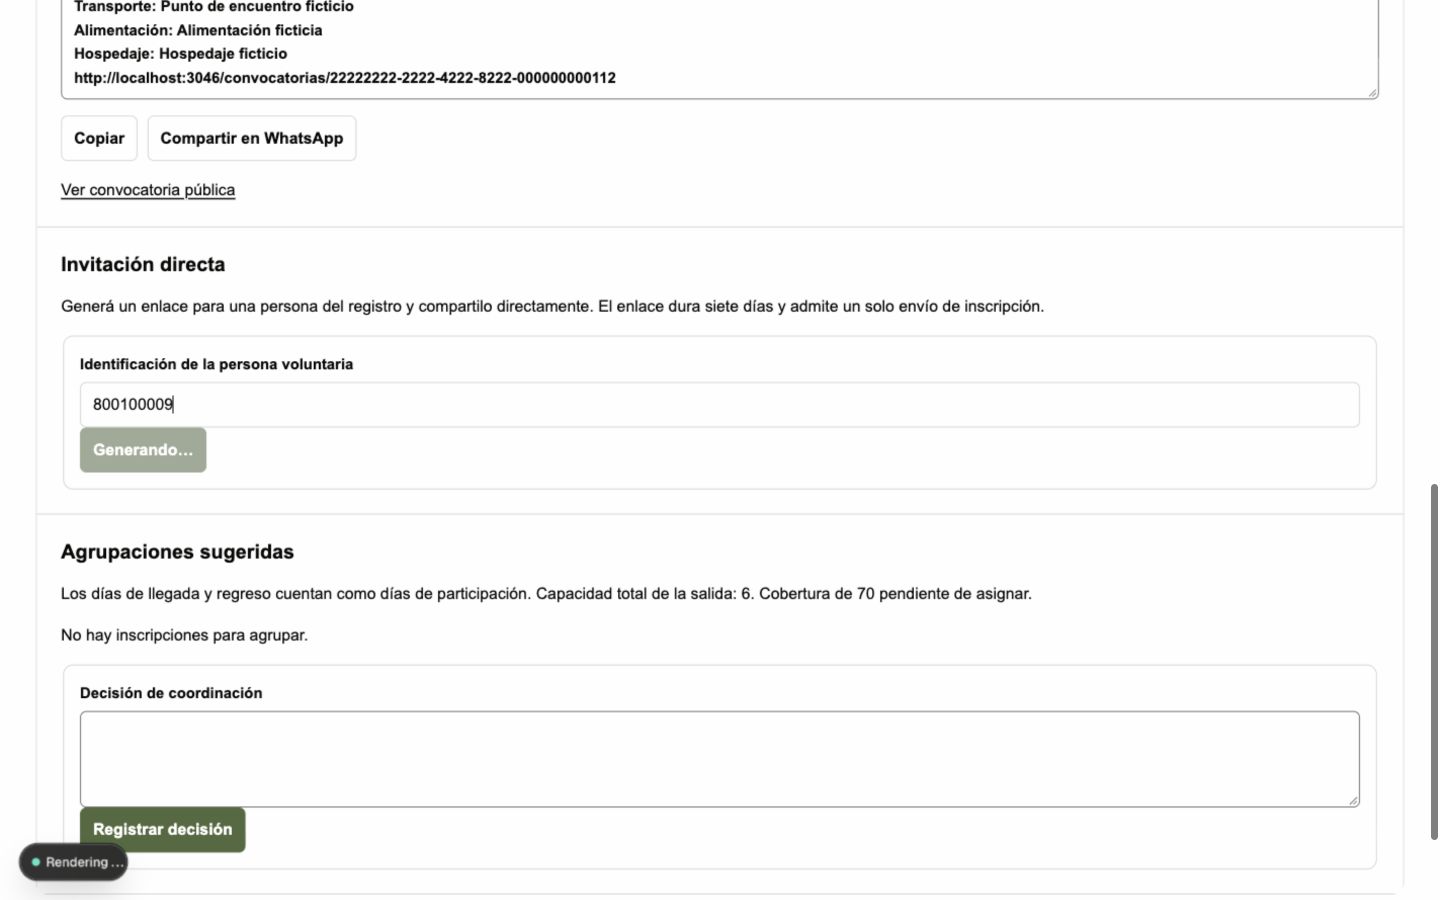 Transporte: Punto de encuentro ficticio
Alimentación: Alimentación ficticia
Hospedaje: Hospedaje ficticio
http://localhost:3046/convocatorias/22222222-2222-4222-8222-000000000112
Copiar
Compartir en WhatsApp
Ver convocatoria pública
Invitación directa
Generá un enlace para una persona del registro y compartilo directamente. El enlace dura siete días y admite un solo envío de inscripción.
Identificación de la persona voluntaria
800100009
Generando...
Agrupaciones sugeridas
Los días de llegada y regreso cuentan como días de participación. Capacidad total de la salida: 6. Cobertura de 70 pendiente de asignar.
No hay inscripciones para agrupar.
Decisión de coordinación
Registrar decisión
Rendering ...